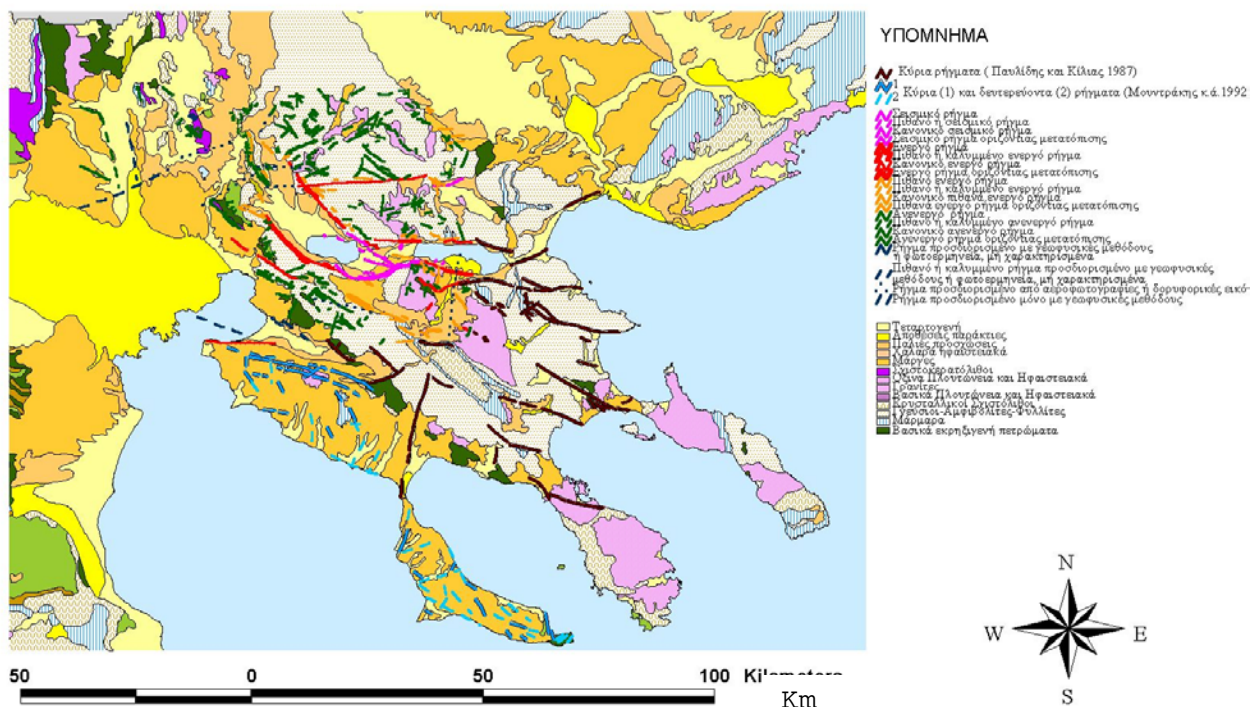 ΥΠΟΜΝΗΜΑ
Κύρια ρήγματα ( Παυλίδης και Κίλιας 1987)
1
2 Κύρια (1) και δευτερεύοντα (2) ρήγματα (Μουντράκης κ.ά.1992
Σεισμικό ρήγμα
Πιθανό ή σεισμικό ρήγμα
Κανονικό σεισμικό ρήγμα
Σεισμικό ρήγμα οριζόντιας μετατόπισης
Ενεργό ρήγμα
Πιθανό ή καλυμμένο ενεργό ρήγμα
Κανονικό ενεργό ρήγμα
Ενεργό ρήγμα οριζόντιας μετατόπισης
Πιθανό ενεργό ρήγμα
Πιθανό ή καλυμμένο ενεργό ρήγμα
Κανονικό πιθανά ενεργό ρήγμα
Πιθανά ενεργό ρήγμα οριζόντιας μετατόπισης
Ανενεργό ρήγμα
Πιθανό ή καλυμμένο ανενεργό ρήγμα
Κανονικό ανενεργό ρήγμα
Ανενεργό ρήγμα οριζόντιας μετατόπισης
Ρήγμα προσδιορισμένο με γεωφυσικές μεθόδους
ή φωτοερμηνεία, μή χαρακτηρισμένα
Πιθανό ή καλυμμένο ρήγμα προσδιορισμένο με γεωφυσικές
μεθόδους ή φωτοερμηνεία, μή χαρακτηρισμένα
Ρήγμα προσδιορισμένο από αεροφωτογραφίες ή δορυφορικές εικό-
Ρήγμα προσδιορισμένο μόνο με γεωφυσικές μεθόδους
Τεταρτογενή
Αποθέσεις παράκτιες
Παλιές προσχώσεις
Χαλαρά ηφαιστειακά
Μάργες
Σχιστοκερατόλιθοι
Όξινα Πλουτώνεια και Ηφαιστειακά
Γρανίτες
Βασικά Πλουτώνεια και Ηφαιστειακά
Κρυσταλλικοί Σχιστόλιθοι
Γνεύσιοι-Αμφιβολίτες-Φυλλίτες
Μάρμαρα
Βασικά εκρηξιγενή πετρώματα
N
W E
S
50 0 50 100 Kilometers
Km